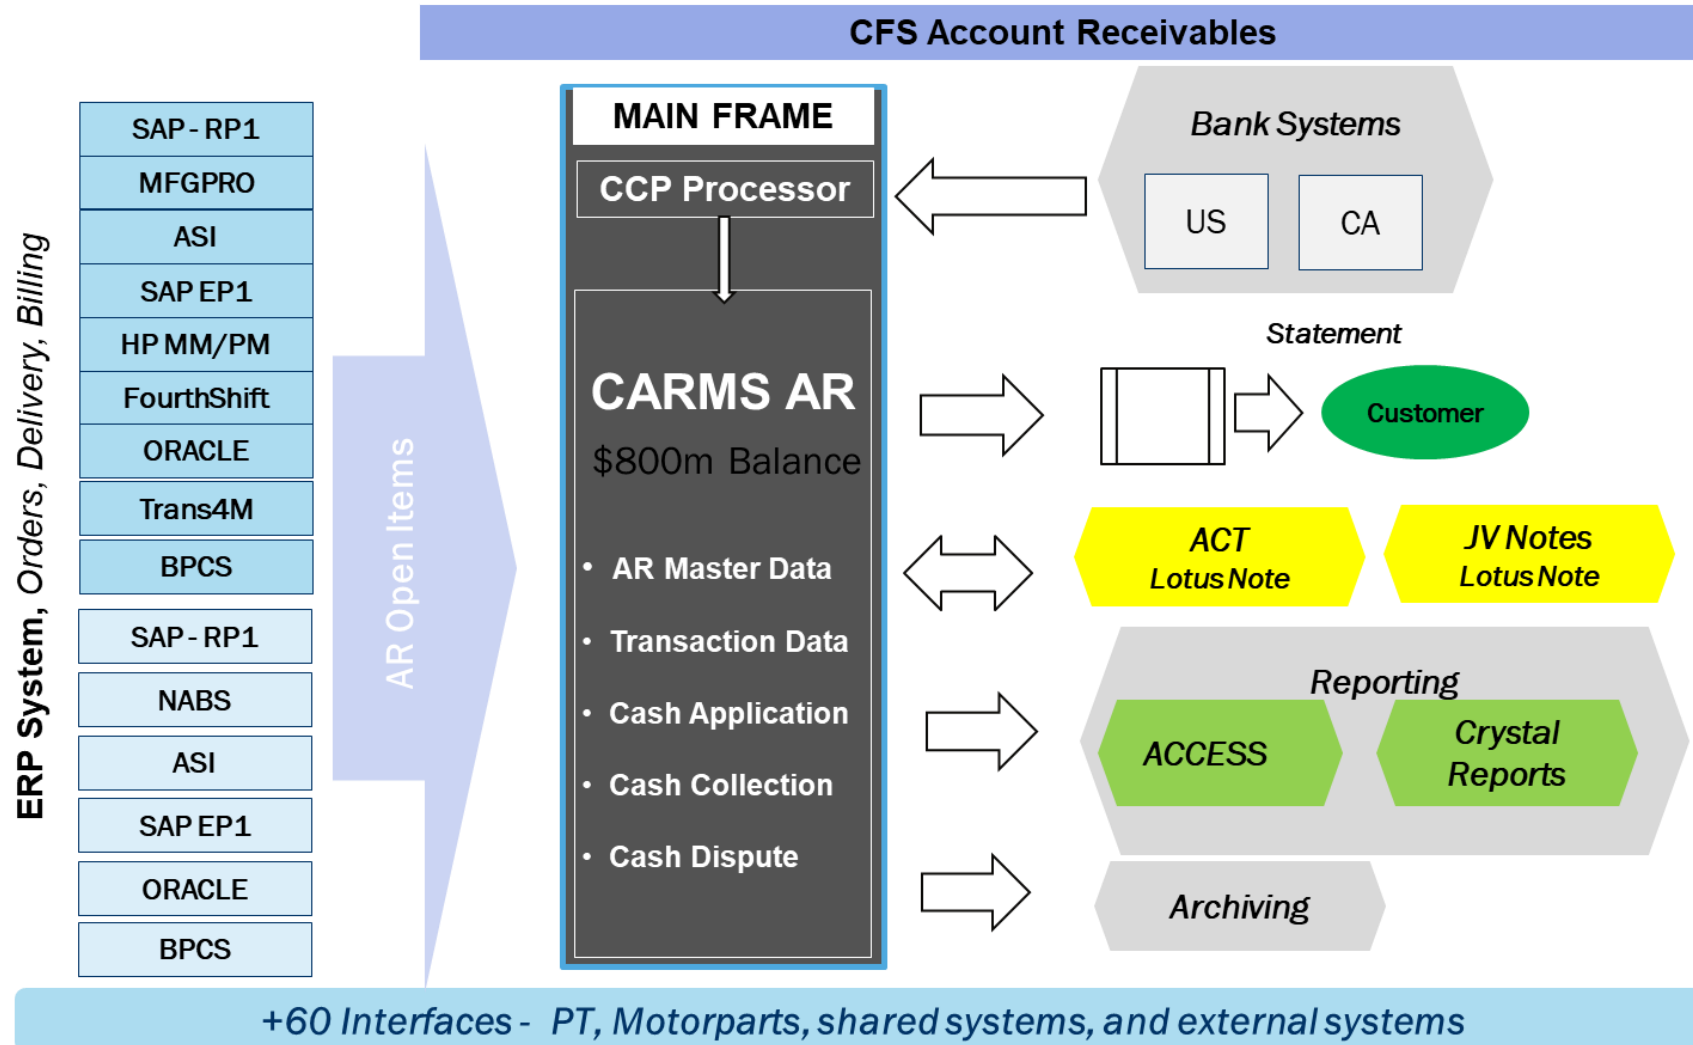 CFS Account Receivables
ERP System, Orders, Delivery, Billing
SAP - RP1
MFGPRO
ASI
SAP EP1
HP MM/PM
FourthShift
ORACLE
Trans4M
BPCS
SAP - RP1
NABS
ASI
SAP EP1
ORACLE
BPCS
AR Open Items
MAIN FRAME
CCP Processor
CARMS AR
$800m Balance
• AR Master Data
• Transaction Data
• Cash Application
• Cash Collection
• Cash Dispute
Bank Systems
US
CA
Statement
Customer
ACT
Lotus Note
JV Notes
Lotus Note
Reporting
ACCESS
Crystal
Reports
Archiving
+60 Interfaces - PT, Motorparts, shared systems, and external systems